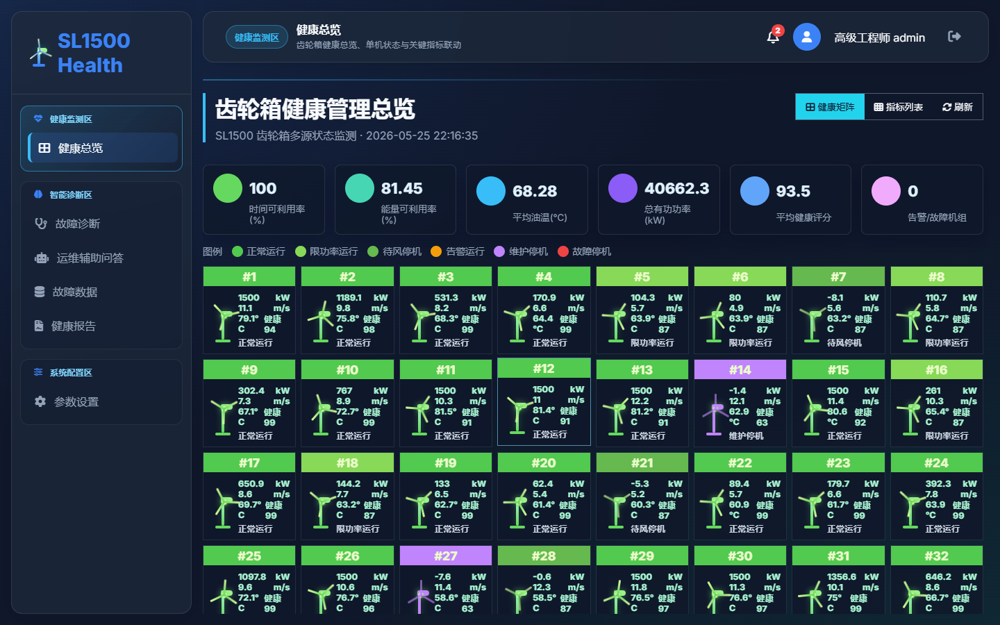 SL1500
Health
健康监测区
健康总览
智能诊断区
故障诊断
运维辅助问答
故障数据
健康报告
系统配置区
参数设置
健康监测区
健康总览
齿轮箱健康总览、单机状态与关键指标联动
2
高级工程师 admin
齿轮箱健康管理总览
SL1500 齿轮箱多源状态监测 · 2026-05-25 22:16:35
健康矩阵
指标列表
刷新
100
时间可利用率
(%)
81.45
能量可利用率
(%)
68.28
平均油温(°C)
40662.3
总有功功率
(kW)
93.5
平均健康评分
0
告警/故障机组
图例 正常运行 限功率运行 待风停机 告警运行 维护停机 故障停机
#1
1500 kW
11.1 m/s
79.1° 健康
C 94
正常运行
#2
1189.1 kW
9.8 m/s
75.8° 健康
C 98
正常运行
#3
531.3 kW
8.2 m/s
68.3° 健康
C 99
正常运行
#4
170.9 kW
6.6 m/s
64.4 健康
°C 99
正常运行
#5
104.3 kW
5.7 m/s
63.9° 健康
C 87
限功率运行
#6
80 kW
4.9 m/s
63.9° 健康
C 87
限功率运行
#7
-8.1 kW
5.6 m/s
63.2° 健康
C 87
待风停机
#8
110.7 kW
5.8 m/s
64.7° 健康
C 87
限功率运行
#9
302.4 kW
7.3 m/s
67.1° 健康
C 99
正常运行
#10
767 kW
8.9 m/s
72.7° 健康
C 99
正常运行
#11
1500 kW
10.3 m/s
81.5° 健康
C 91
正常运行
#12
1500 kW
11 m/s
81.4° 健康
C 91
正常运行
#13
1500 kW
12.2 m/s
81.2° 健康
C 91
正常运行
#14
-1.4 kW
12.1 m/s
62.9 健康
°C 63
维护停机
#15
1500 kW
11.4 m/s
80.6 健康
°C 92
正常运行
#16
261 kW
10.3 m/s
65.4° 健康
C 87
限功率运行
#17
650.9 kW
8.6 m/s
69.7° 健康
C 99
正常运行
#18
144.2 kW
7.7 m/s
63.2° 健康
C 87
限功率运行
#19
133 kW
6.5 m/s
62.7° 健康
C 99
正常运行
#20
62.4 kW
5.4 m/s
61.4° 健康
C 99
正常运行
#21
-5.3 kW
5.2 m/s
60.3° 健康
C 87
待风停机
#22
89.4 kW
5.7 m/s
60.9 健康
°C 99
正常运行
#23
179.7 kW
6.6 m/s
61.7° 健康
C 99
正常运行
#24
392.3 kW
7.8 m/s
63.9 健康
°C 99
正常运行
#25
1097.8 kW
9.6 m/s
72.1° 健康
C 99
#26
1500 kW
10.6 m/s
76.7° 健康
C 96
#27
-7.6 kW
11.4 m/s
58.6° 健康
C 63
#28
-0.6 kW
12.3 m/s
58.5° 健康
C 87
#29
1500 kW
11.8 m/s
76.5° 健康
C 97
#30
1500 kW
11.3 m/s
76.6° 健康
C 97
#31
1356.6 kW
10.1 m/s
75° 健康
C 99
#32
646.2 kW
8.6 m/s
66.7° 健康
C 99